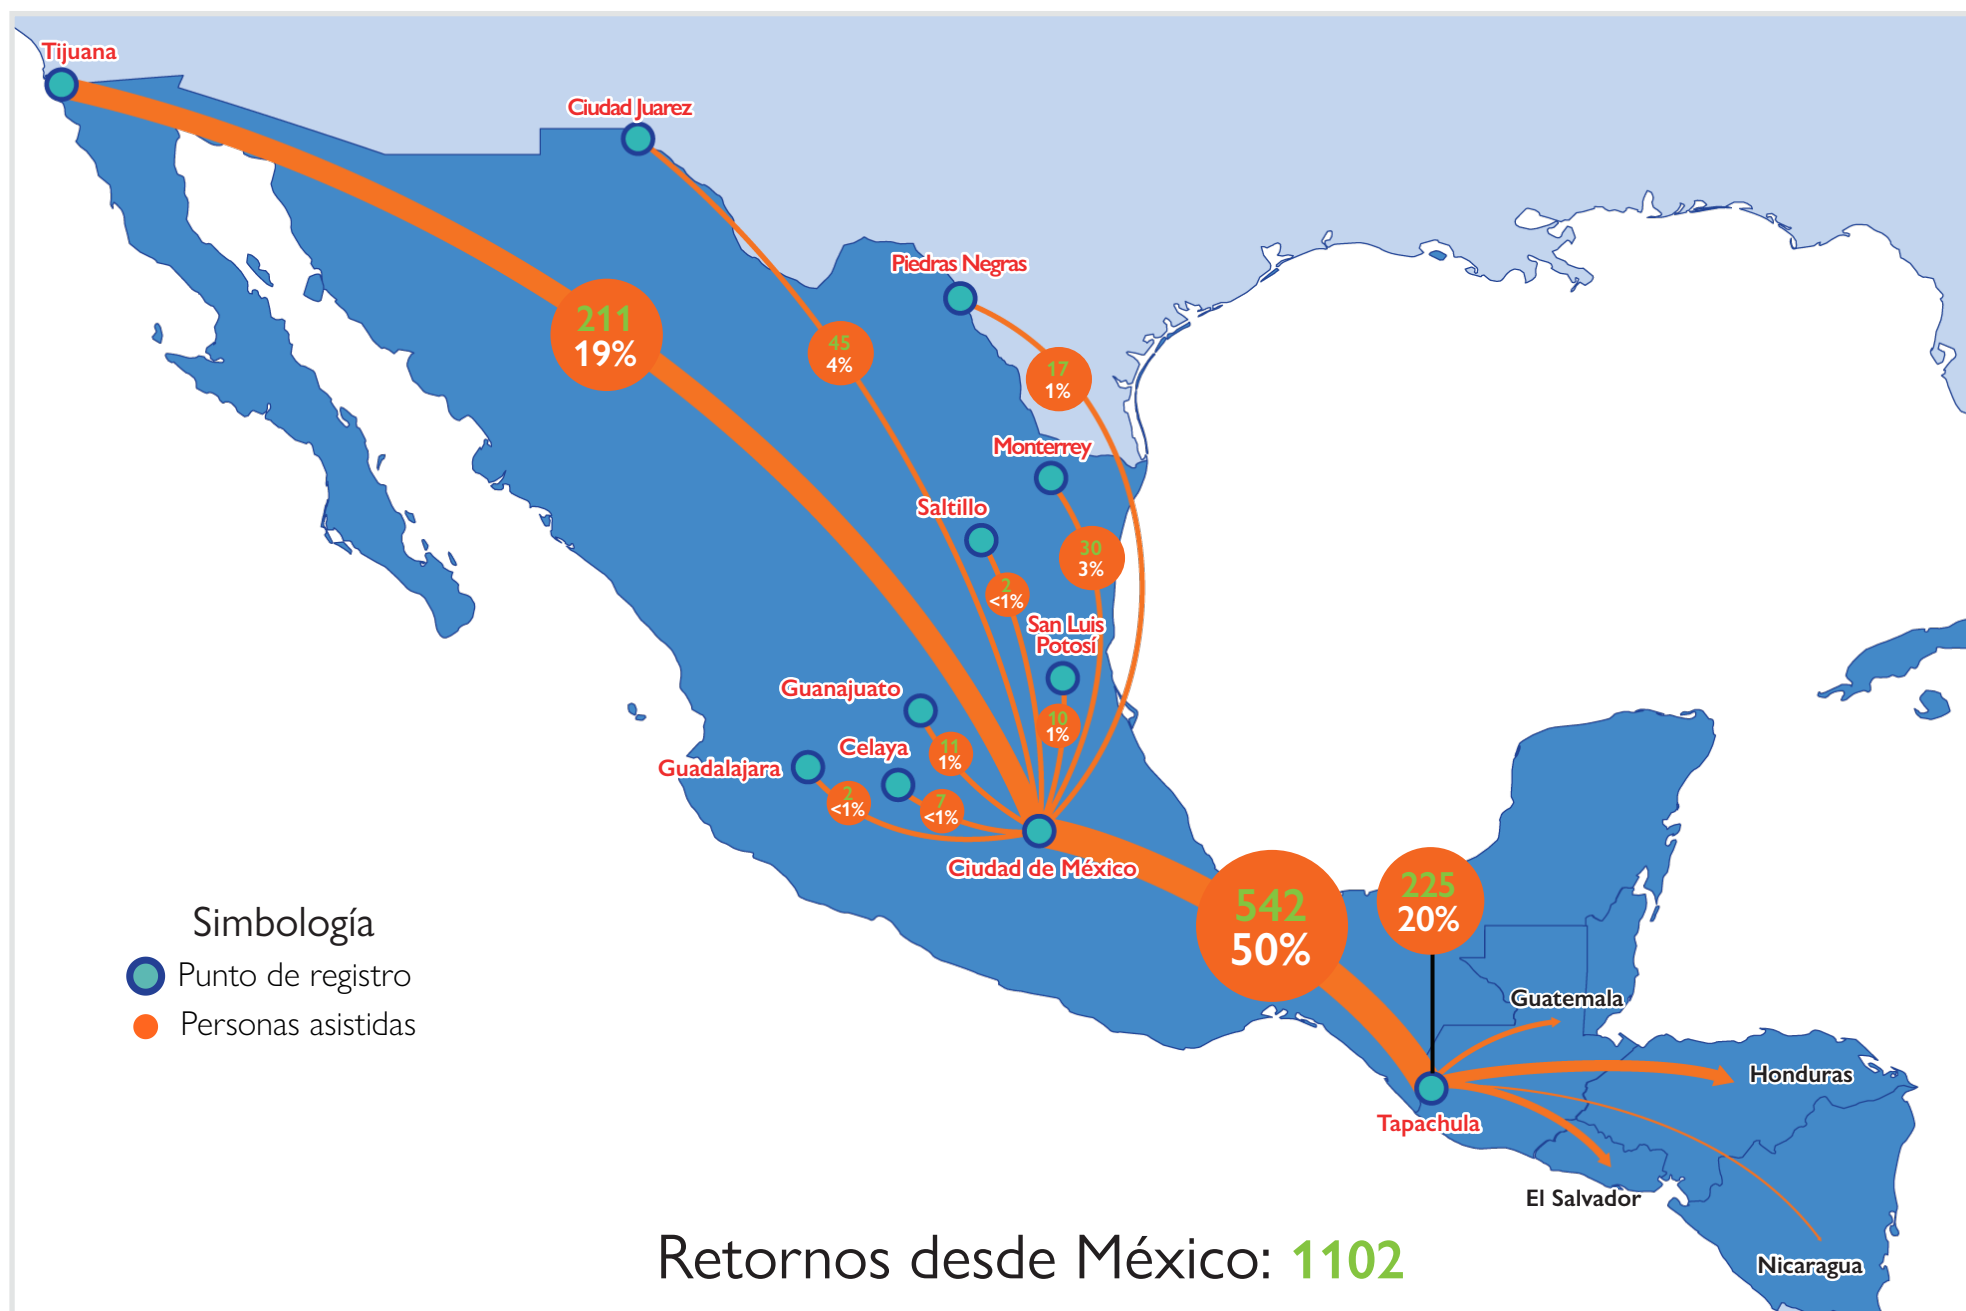 Tijuana
Ciudad Juarez
Piedras Negras
211
19%
45
4%
17
1%
Monterrey
Saltillo
30
3%
2
<1%
San Luis
Potosí
Guanajuato
10
1%
Celaya
11
1%
Guadalajara
2
<1%
7
<1%
Ciudad de México
542
50%
225
20%
Simbología
Punto de registro
Personas asistidas
Guatemala
Honduras
Tapachula
El Salvador
Nicaragua
Retornos desde México: 1102